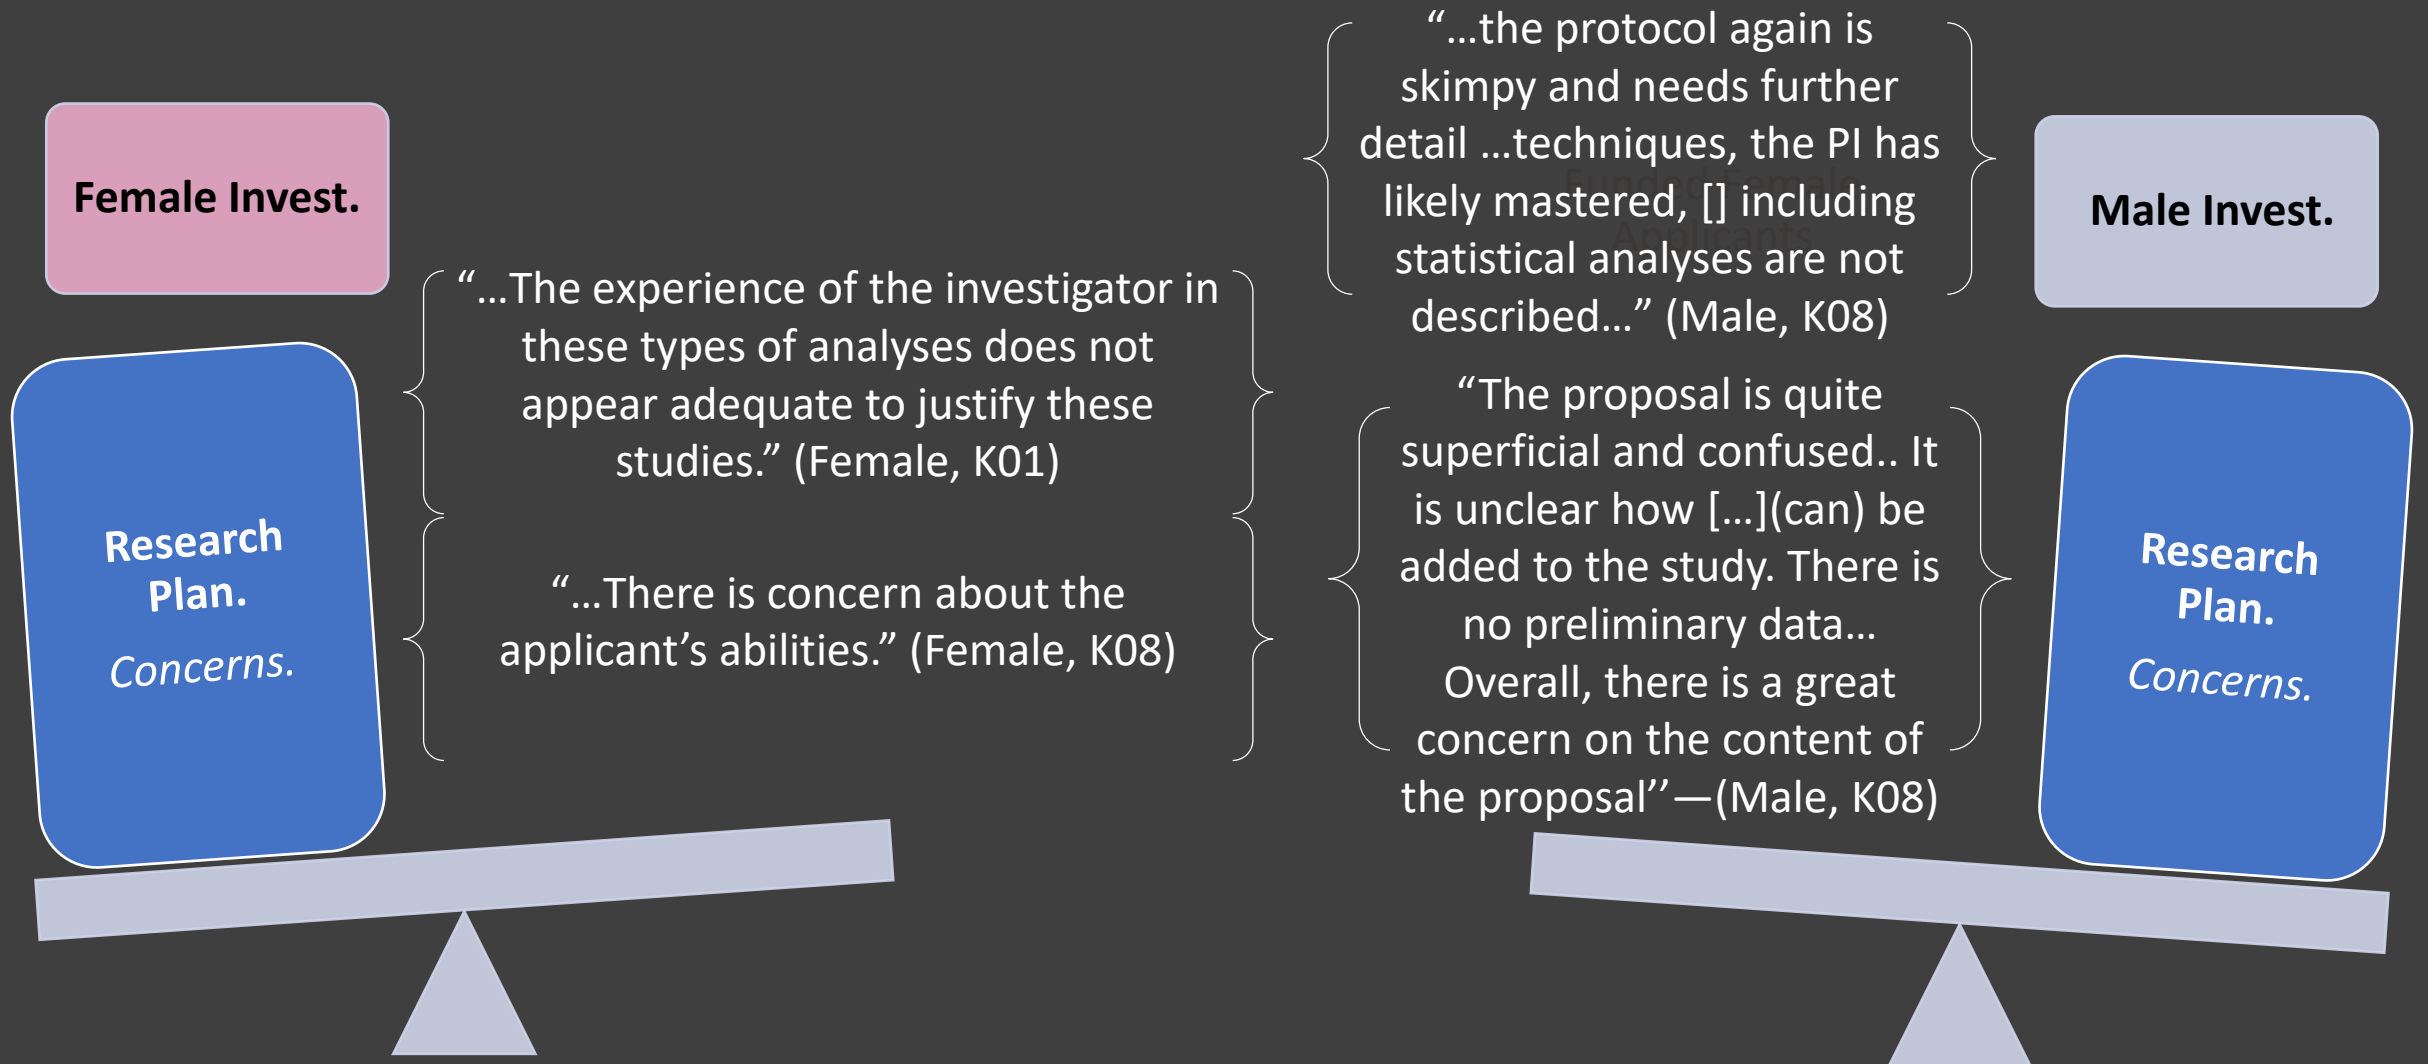 Female Invest.
Research
Plan.
Concerns.
“…The experience of the investigator in
these types of analyses does not
appear adequate to justify these
studies.” (Female, K01)
“…There is concern about the
applicant’s abilities.” (Female, K08)
“…the protocol again is
skimpy and needs further
detail …techniques, the PI has
likely mastered, [] including
statistical analyses are not
described…” (Male, K08)
Funded Female
Applicants
“The proposal is quite
superficial and confused.. It
is unclear how […](can) be
added to the study. There is
no preliminary data…
Overall, there is a great
concern on the content of
the proposal’’—(Male, K08)
Male Invest.
Research
Plan.
Concerns.